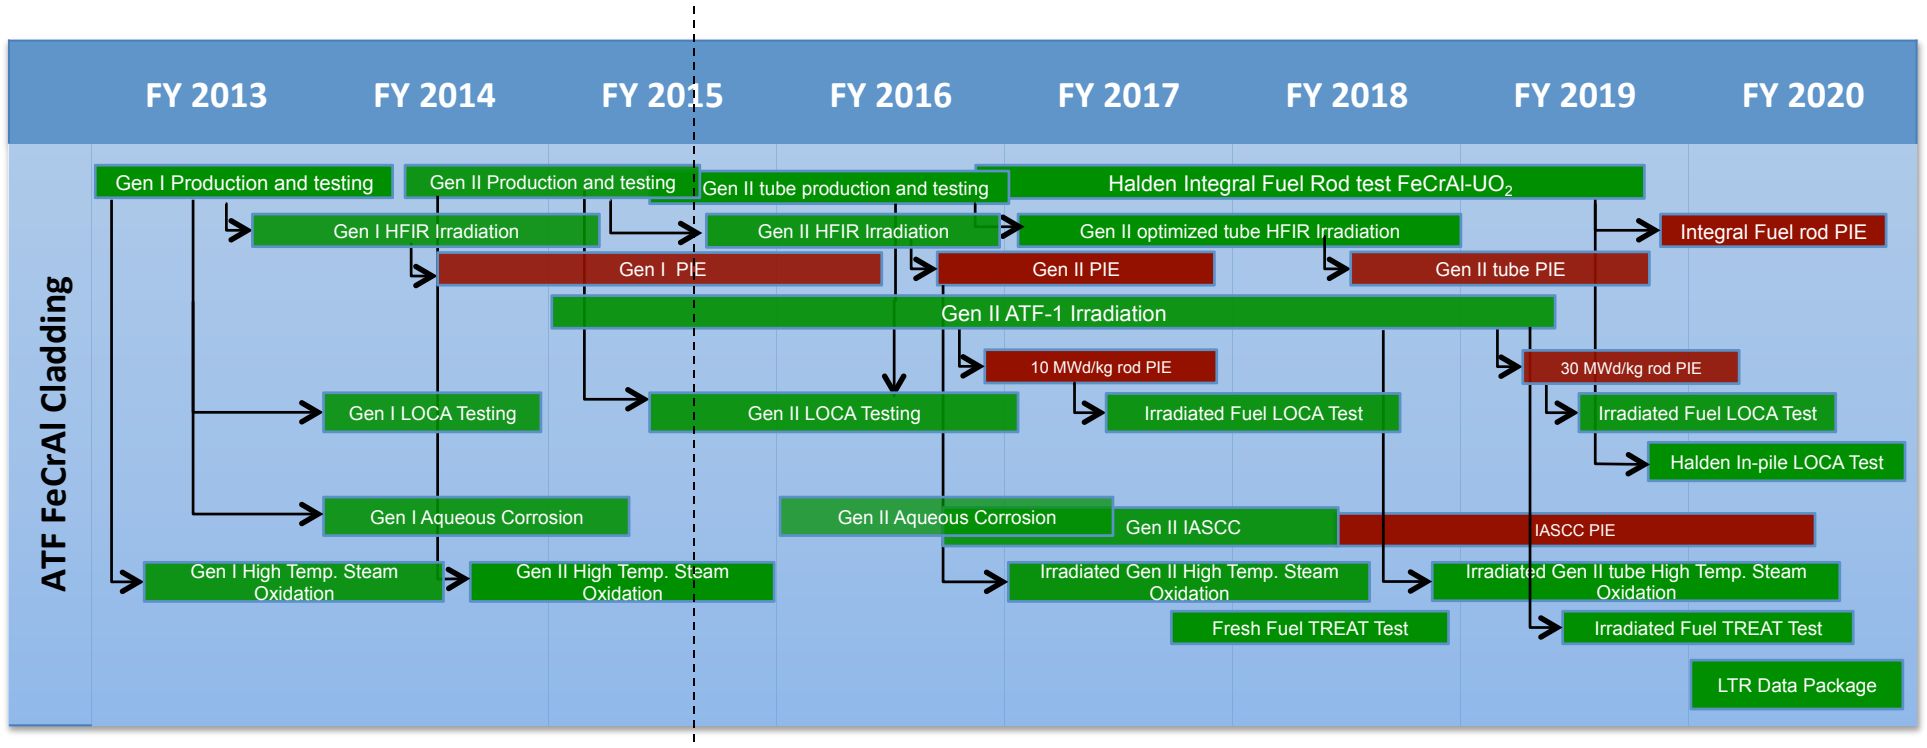 FY 2013 FY 2014 FY 2015 FY 2016 FY 2017 FY 2018 FY 2019 FY 2020
ATF FeCrAl Cladding
Gen I Production and testing
Gen II Production and testing
Gen II tube production and testing
Halden Integral Fuel Rod test FeCrAl-UO₂
Gen I HFIR Irradiation
Gen II HFIR Irradiation
Gen II optimized tube HFIR Irradiation
Integral Fuel rod PIE
Gen I PIE
Gen II PIE
Gen II tube PIE
Gen II ATF-1 Irradiation
10 MWd/kg rod PIE
30 MWd/kg rod PIE
Gen I LOCA Testing
Gen II LOCA Testing
Irradiated Fuel LOCA Test
Irradiated Fuel LOCA Test
Halden In-pile LOCA Test
Gen I Aqueous Corrosion
Gen II Aqueous Corrosion
Gen II IASCC
IASCC PIE
Gen I High Temp. Steam
Oxidation
Gen II High Temp. Steam
Oxidation
Irradiated Gen II High Temp. Steam
Oxidation
Irradiated Gen II tube High Temp. Steam
Oxidation
Fresh Fuel TREAT Test
Irradiated Fuel TREAT Test
LTR Data Package